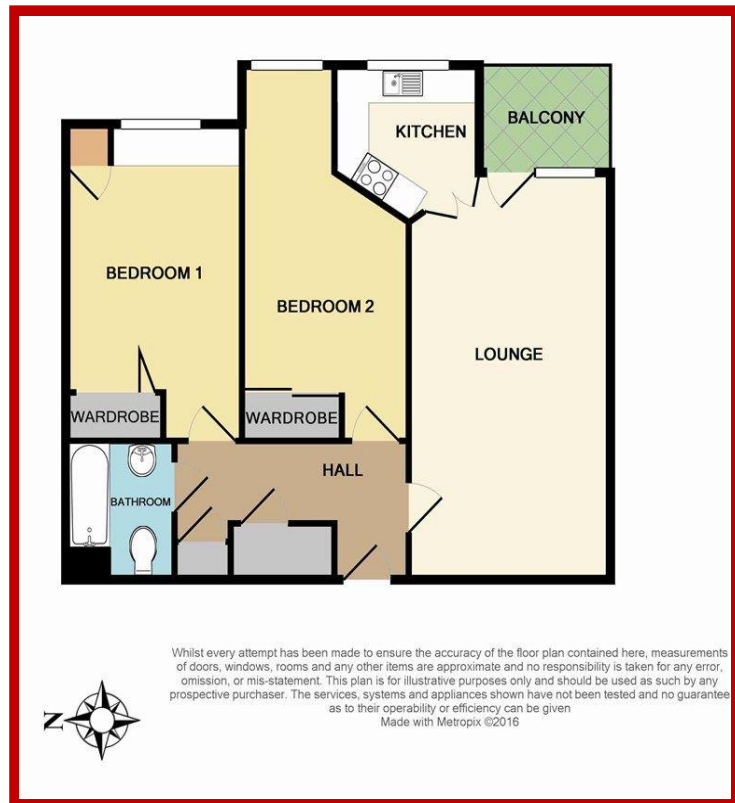 BALCONY
KITCHEN
BEDROOM 1
BEDROOM 2
LOUNGE
WARDROBE
WARDROBE
HALL
BATHROOM
Whilst every attempt has been made to ensure the accuracy of the floor plan contained here, measurements
of doors, windows, rooms and any other items are approximate and no responsibility is taken for any error,
omission, or mis-statement. This plan is for illustrative purposes only and should be used as such by any
prospective purchaser. The services, systems and appliances shown have not been tested and no guarantee
as to their operability or efficiency can be given
Made with Metropix ©2016
N